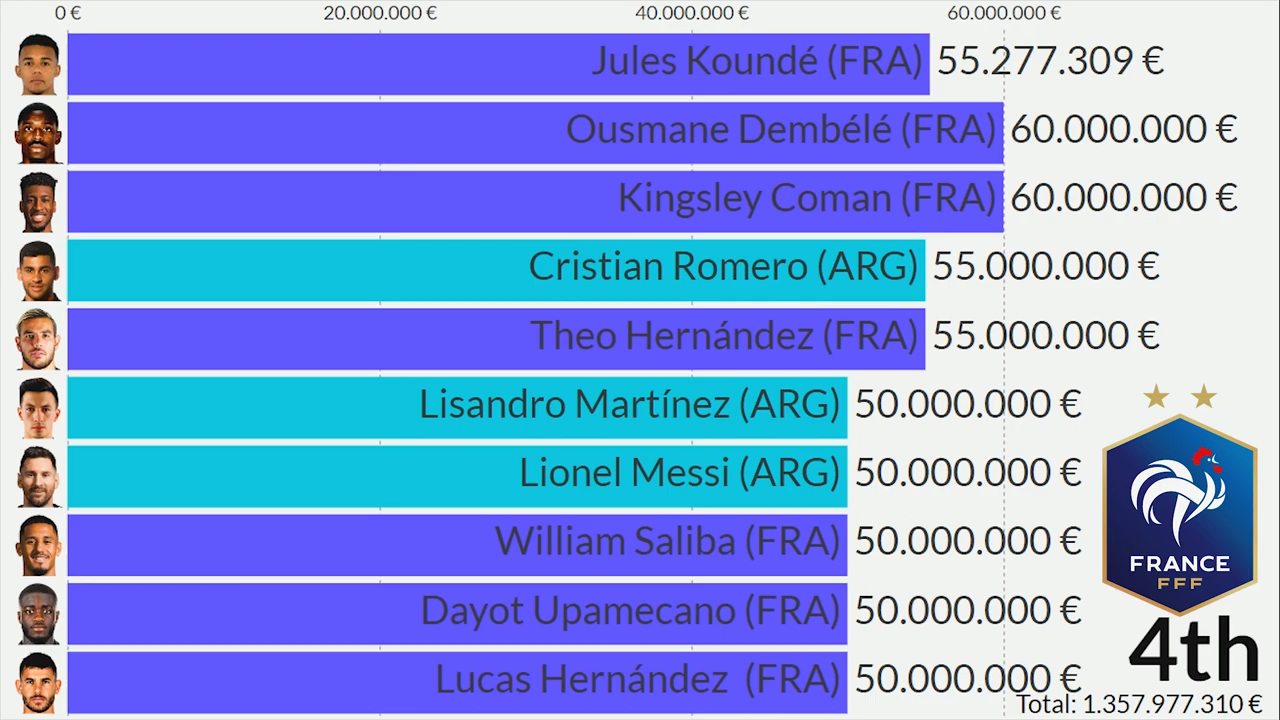 0 € 20.000.000 € 40.000.000 € 60.000.000 €
Jules Koundé (FRA) 55.277.309 €
Ousmane Dembélé (FRA) 60.000.000 €
Kingsley Coman (FRA) 60.000.000 €
Cristian Romero (ARG) 55.000.000 €
Theo Hernández (FRA) 55.000.000 €
Lisandro Martínez (ARG) 50.000.000 €
Lionel Messi (ARG) 50.000.000 €
William Saliba (FRA) 50.000.000 €
FRANCE
FFF
Dayot Upamecano (FRA) 50.000.000 €
4th
Lucas Hernández (FRA) 50.000.000 €
Total: 1.357.977.310 €